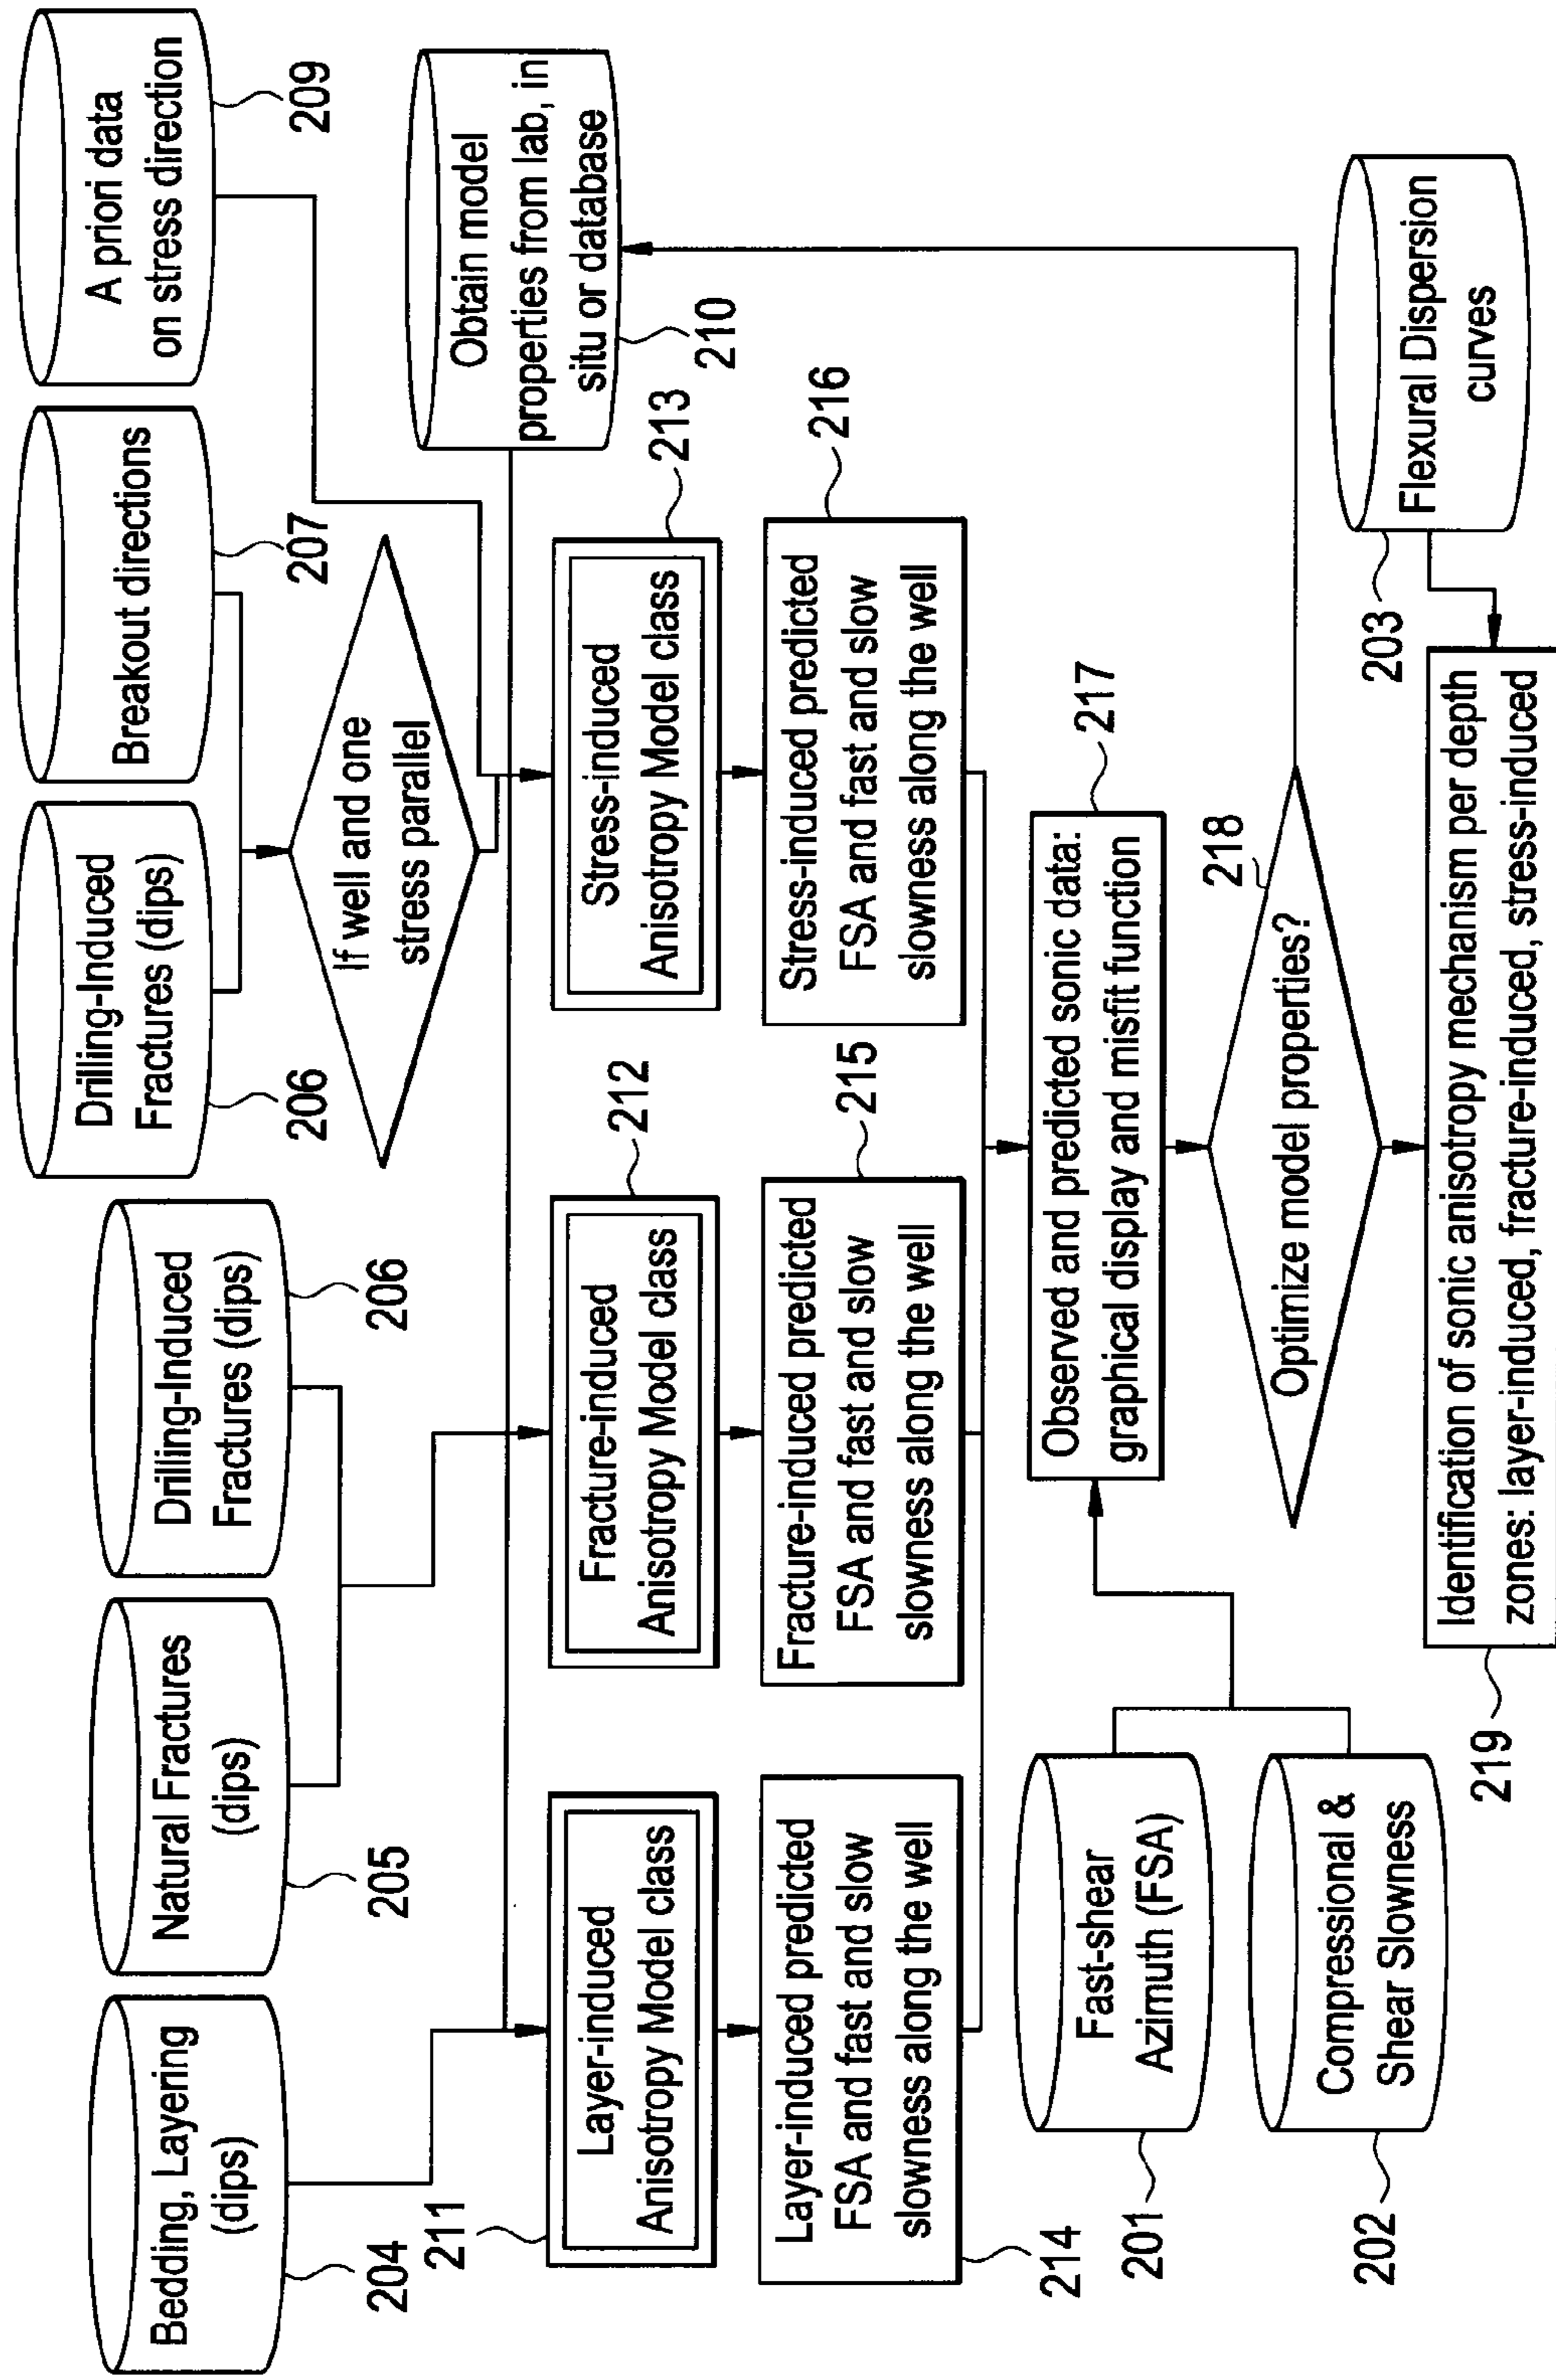 Bedding, Layering
(dips)
204
Natural Fractures
(dips)
205
Drilling-Induced
Fractures (dips)
206
Drilling-Induced
Fractures (dips)
206
Breakout directions
207
A priori data
on stress direction
209
If well and one
stress parallel
Obtain model
properties from lab, in
situ or database
210
211
Layer-induced
Anisotropy Model class
212
Fracture-induced
Anisotropy Model class
213
Stress-induced
Anisotropy Model class
Layer-induced predicted
FSA and fast and slow
slowness along the well
214
215
Fracture-induced predicted
FSA and fast and slow
slowness along the well
216
Stress-induced predicted
FSA and fast and slow
slowness along the well
Fast-shear
Azimuth (FSA)
201
Compressional &
Shear Slowness
202
217
Observed and predicted sonic data:
graphical display and misfit function
218
Optimize model properties?
Flexural Dispersion
curves
203
Identification of sonic anisotropy mechanism per depth
zones: layer-induced, fracture-induced, stress-induced
219